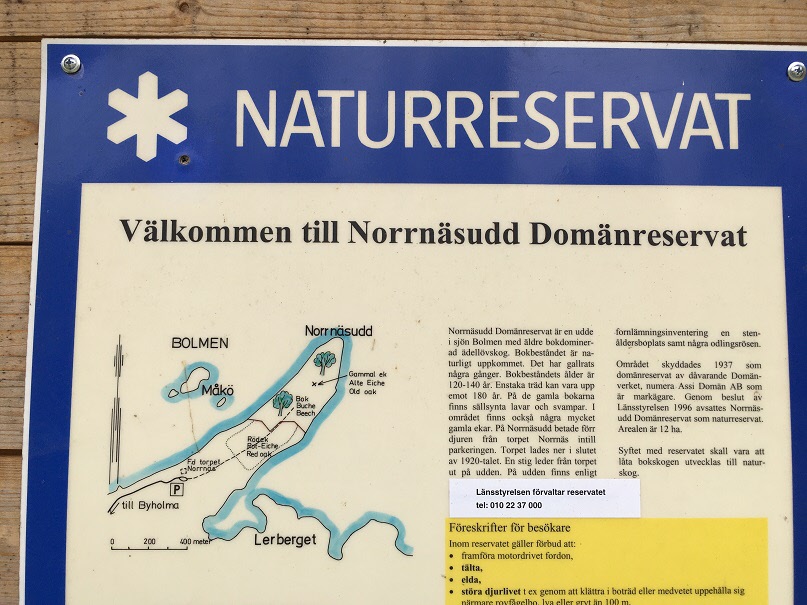 NATURRESERVAT
Välkommen till Norrnäsudd Domänreservat
BOLMEN
Måkö
Norrnäsudd
Gammal ek
Alte Eiche
Old oak
Bok
Buche
Beech
Rödek
Rot-Eiche
Red oak
Fd torpet
Norrnäs
P
till Byholma
0 200 400 meter
Lerberget
Norrnäsudd Domänreservat är en udde
i sjön Bolmen med äldre bokdominer-
ad adellövskog. Bokbeståndet är na-
turligt uppkommet. Det har gallrats
några gånger. Bokbeståndets ålder är
120-140 år. Enstaka träd kan vara upp
emot 180 år. På de gamla bokarna
finns sällsynta lavar och svampar. I
området finns också några mycket
gamla ekar. På Norrnäsudd betade förr
djuren från torpet Norrnäs intill
parkeringen. Torpet lades ner i slutet
av 1920-talet. En stig leder från torpet
ut på udden. På udden finns enligt
fornlämningsinventering en sten-
åldersboplats samt några odlingsrösen.
Området skyddades 1937 som
domänreservat av dåvarande Domän-
verket, numera Assi Domän AB som
är markägare. Genom beslut av
Länsstyrelsen 1996 avsattes Norrnäs-
udd Domänreservat som naturreservat.
Arealen är 12 ha.
Syftet med reservatet skall vara att
låta bokskogen utvecklas till natur-
skog.
Länsstyrelsen förvaltar reservatet
tel: 010 22 37 000
Föreskrifter för besökare
Inom reservatet gäller förbud att:
• framföra motordrivet fordon,
• tälta,
• elda,
• störa djurlivet t ex genom att klättra i boträd eller medvetet uppehålla sig
närmare rovfågelbo, lya eller gryt än 100 m.